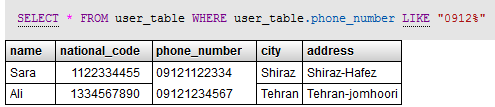 SELECT * FROM user_table WHERE user_table.phone_number LIKE "0912%"
name national_code phone_number city address
Sara 1122334455 09121122334 Shiraz Shiraz-Hafez
Ali 1334567890 09121234567 Tehran Tehran-jomhoori